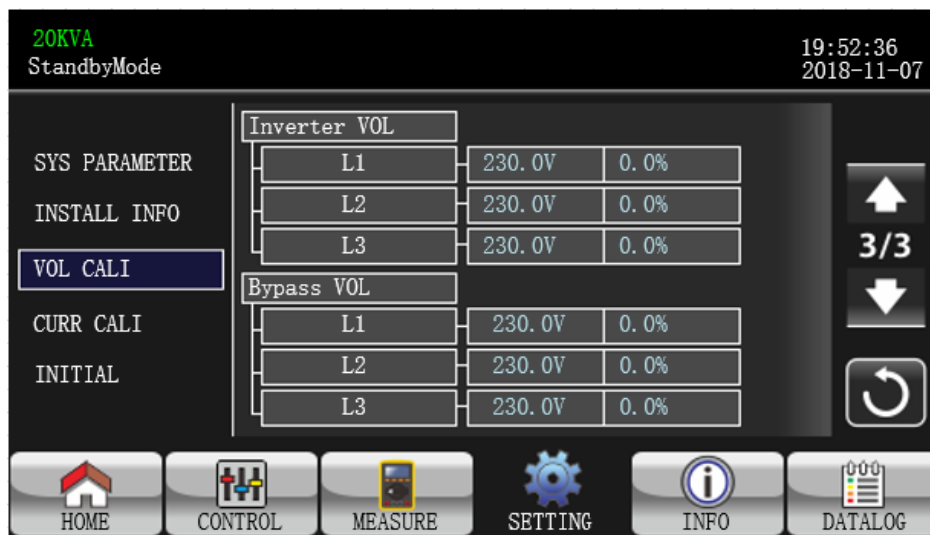 20KVA
StandbyMode
19:52:36
2018-11-07
SYS PARAMETER
INSTALL INFO
VOL CALI
CURR CALI
INITIAL
Inverter VOL
L1 230.0V 0.0%
L2 230.0V 0.0%
L3 230.0V 0.0%
Bypass VOL
L1 230.0V 0.0%
L2 230.0V 0.0%
L3 230.0V 0.0%
3/3
HOME CONTROL MEASURE SETTING INFO DATALOG